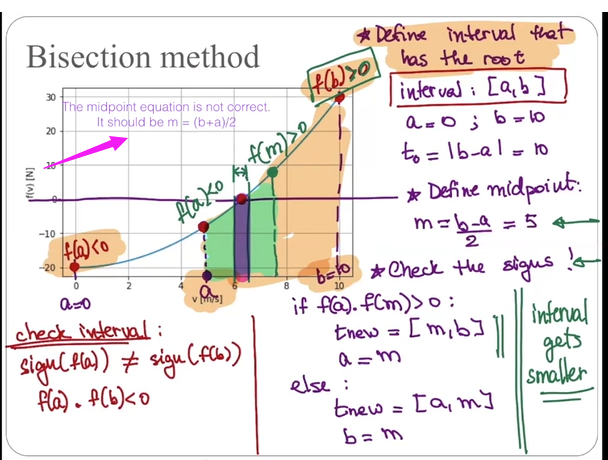 Bisection method
The midpoint equation is not correct.
It should be m = (b+a)/2
f(v) [N]
30
20
10
0
-10
-20
0
2
4
6
8
10
v [m/s]
f(a)<0
f(a)<0
f(m)>0
f(b)>0
a=0
a
b=10
* Define interval that
has the root
interval: [a,b]
a=0 ; b=10
t₀ = |b-a| = 10
* Define midpoint:
m = b-a/2 = 5
* Check the signs !
if f(a).f(m)>0 :
tnew = [m,b]
a = m
else :
tnew = [a,m]
b = m
interval
gets
smaller
check interval :
sign(f(a)) ≠ sign(f(b))
f(a) . f(b)<0